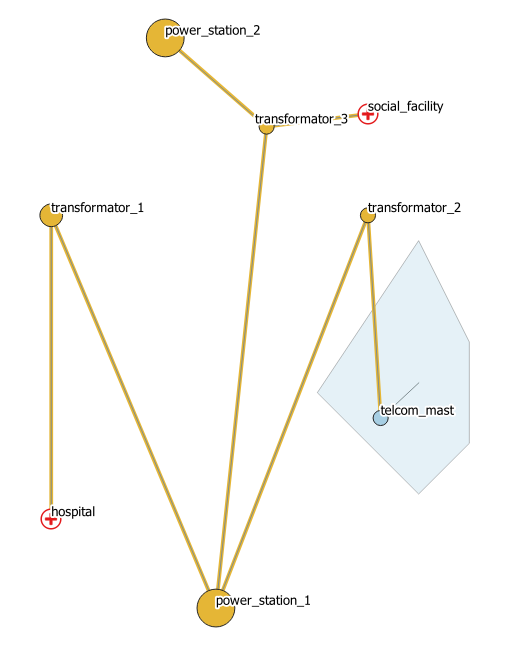 power_station_2
social_facility
transformator_3
transformator_1
transformator_2
telcom_mast
hospital
power_station_1